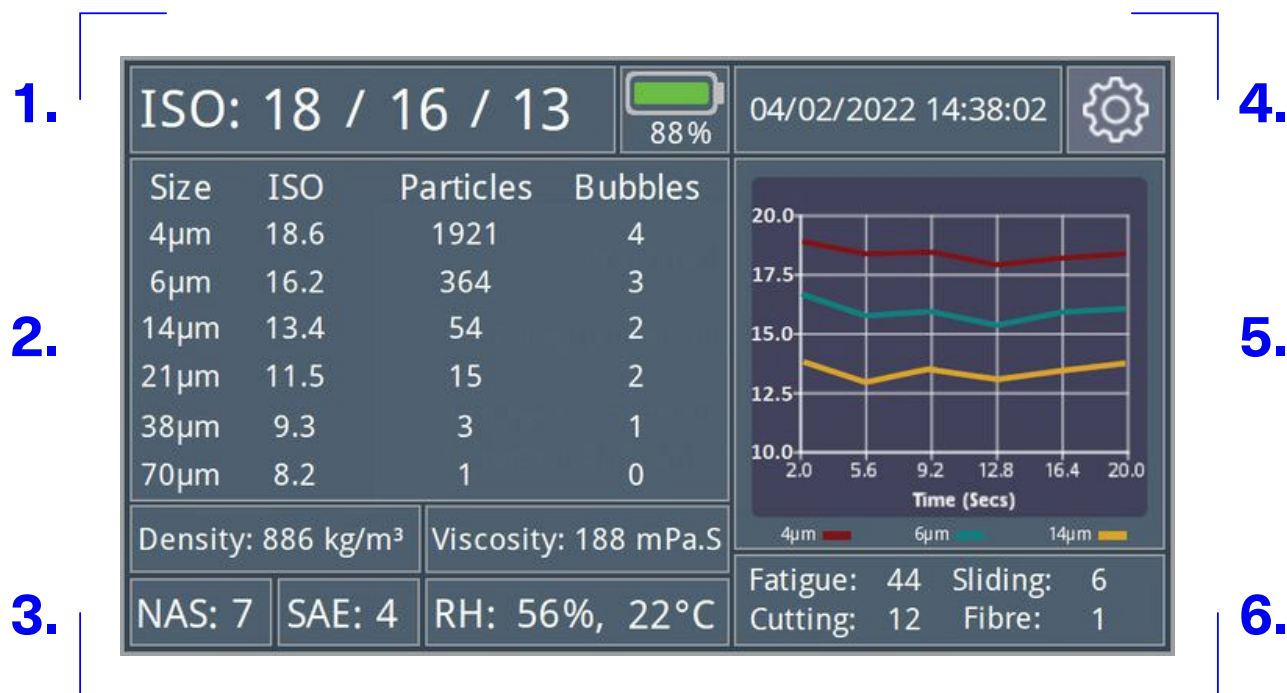 1.
ISO: 18 / 16 / 13
88%
04/02/2022 14:38:02
4.
2.
Size ISO Particles Bubbles
4µm 18.6 1921 4
6µm 16.2 364 3
14µm 13.4 54 2
21µm 11.5 15 2
38µm 9.3 3 1
70µm 8.2 1 0
5.
20.0
17.5
15.0
12.5
10.0
2.0 5.6 9.2 12.8 16.4 20.0
Time (Secs)
4µm 6µm 14µm
Density: 886 kg/m³ Viscosity: 188 mPa.S
3.
NAS: 7 SAE: 4 RH: 56%, 22°C
Fatigue: 44 Sliding: 6
Cutting: 12 Fibre: 1
6.